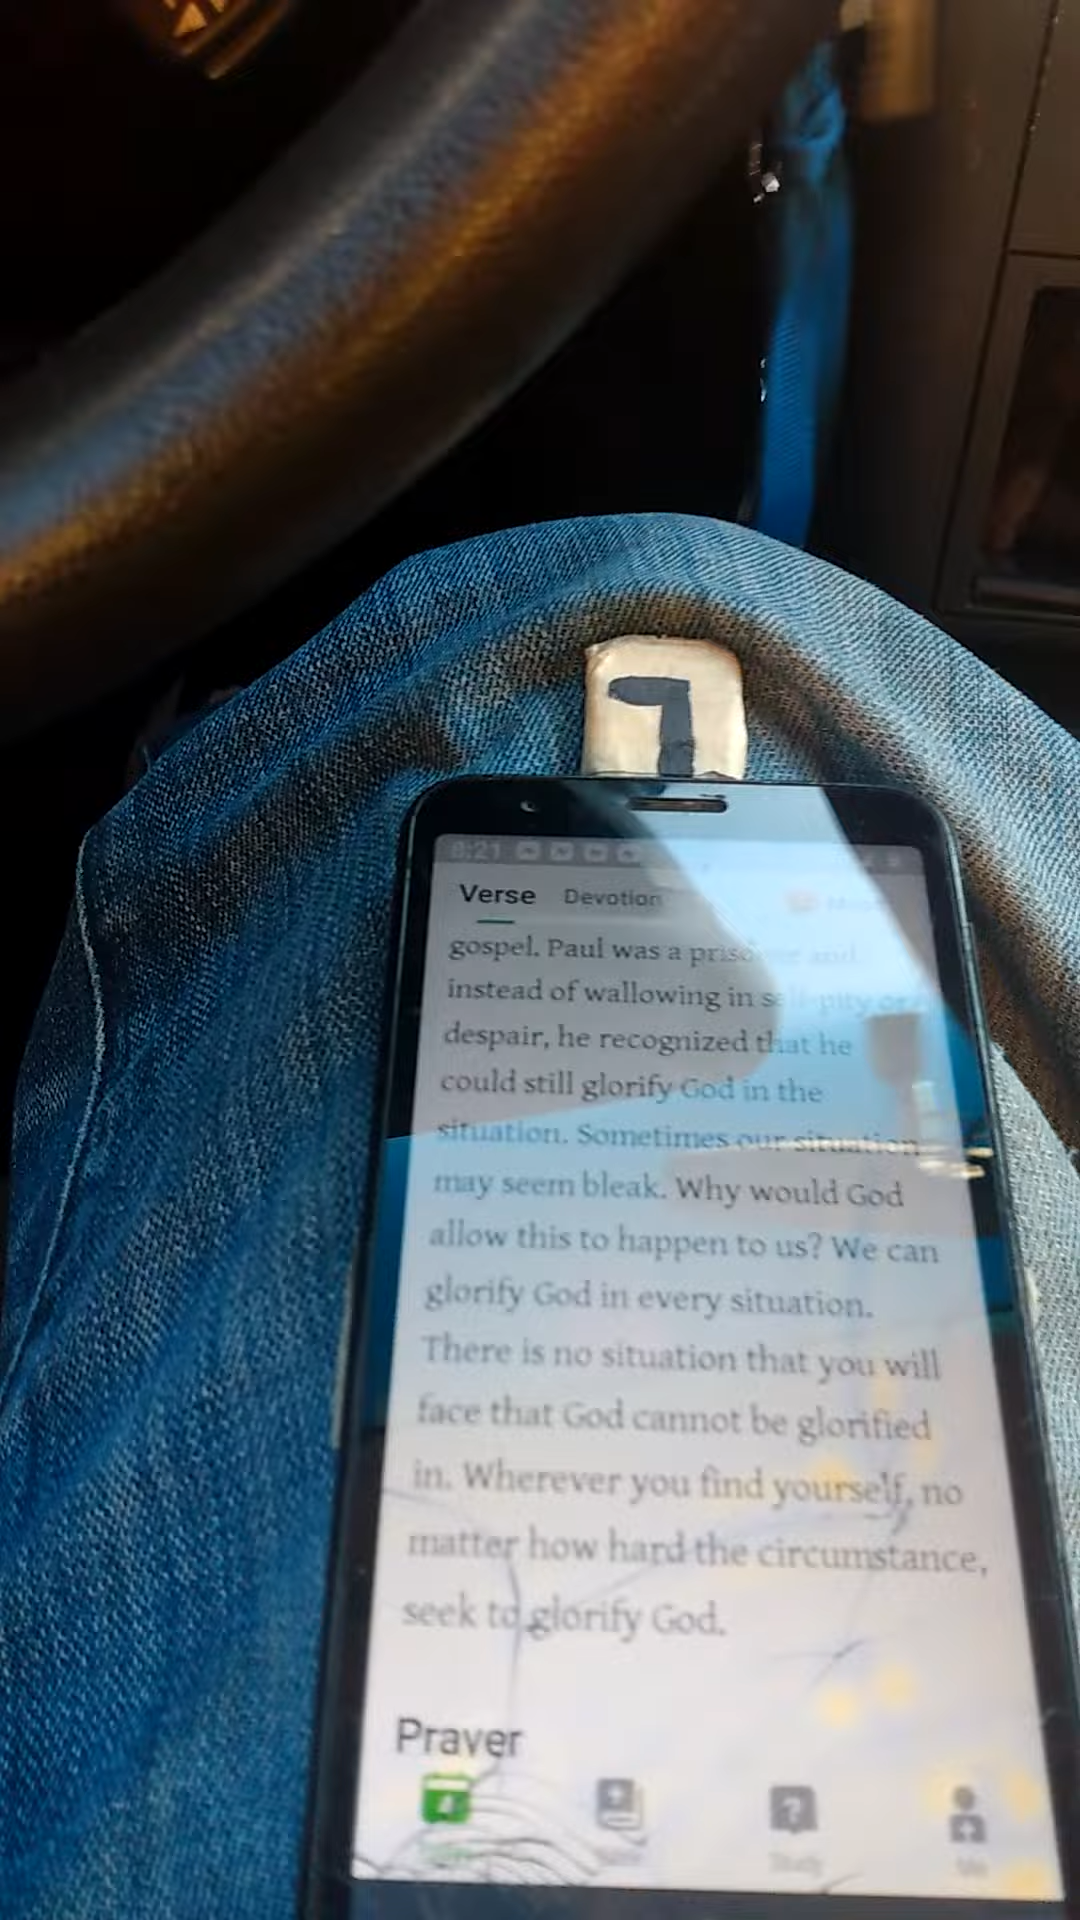 8:21
Verse Devotion
gospel. Paul was a prisoner and
instead of wallowing in self-pity or
despair, he recognized that he
could still glorify God in the
situation. Sometimes our situation
may seem bleak. Why would God
allow this to happen to us? We can
glorify God in every situation.
There is no situation that you will
face that God cannot be glorified
in. Wherever you find yourself, no
matter how hard the circumstance,
seek to glorify God.
Prayer
Study
Me